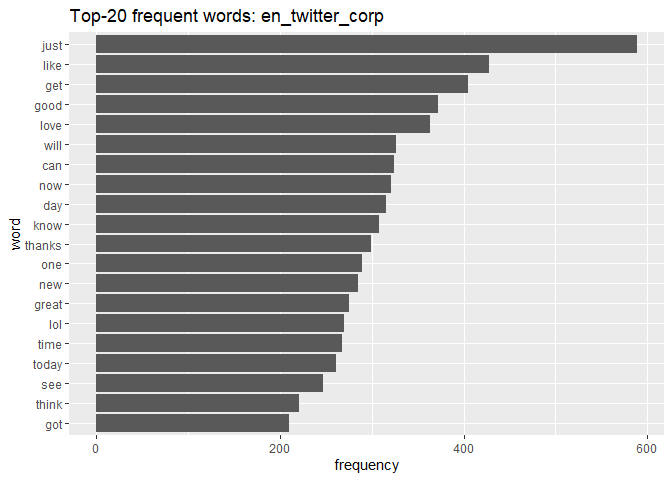 Top-20 frequent words: en_twitter_corp
just
like
get
good
love
will
can
now
day
know
thanks
one
new
great
lol
time
today
see
think
got
word
0 200 400 600
frequency